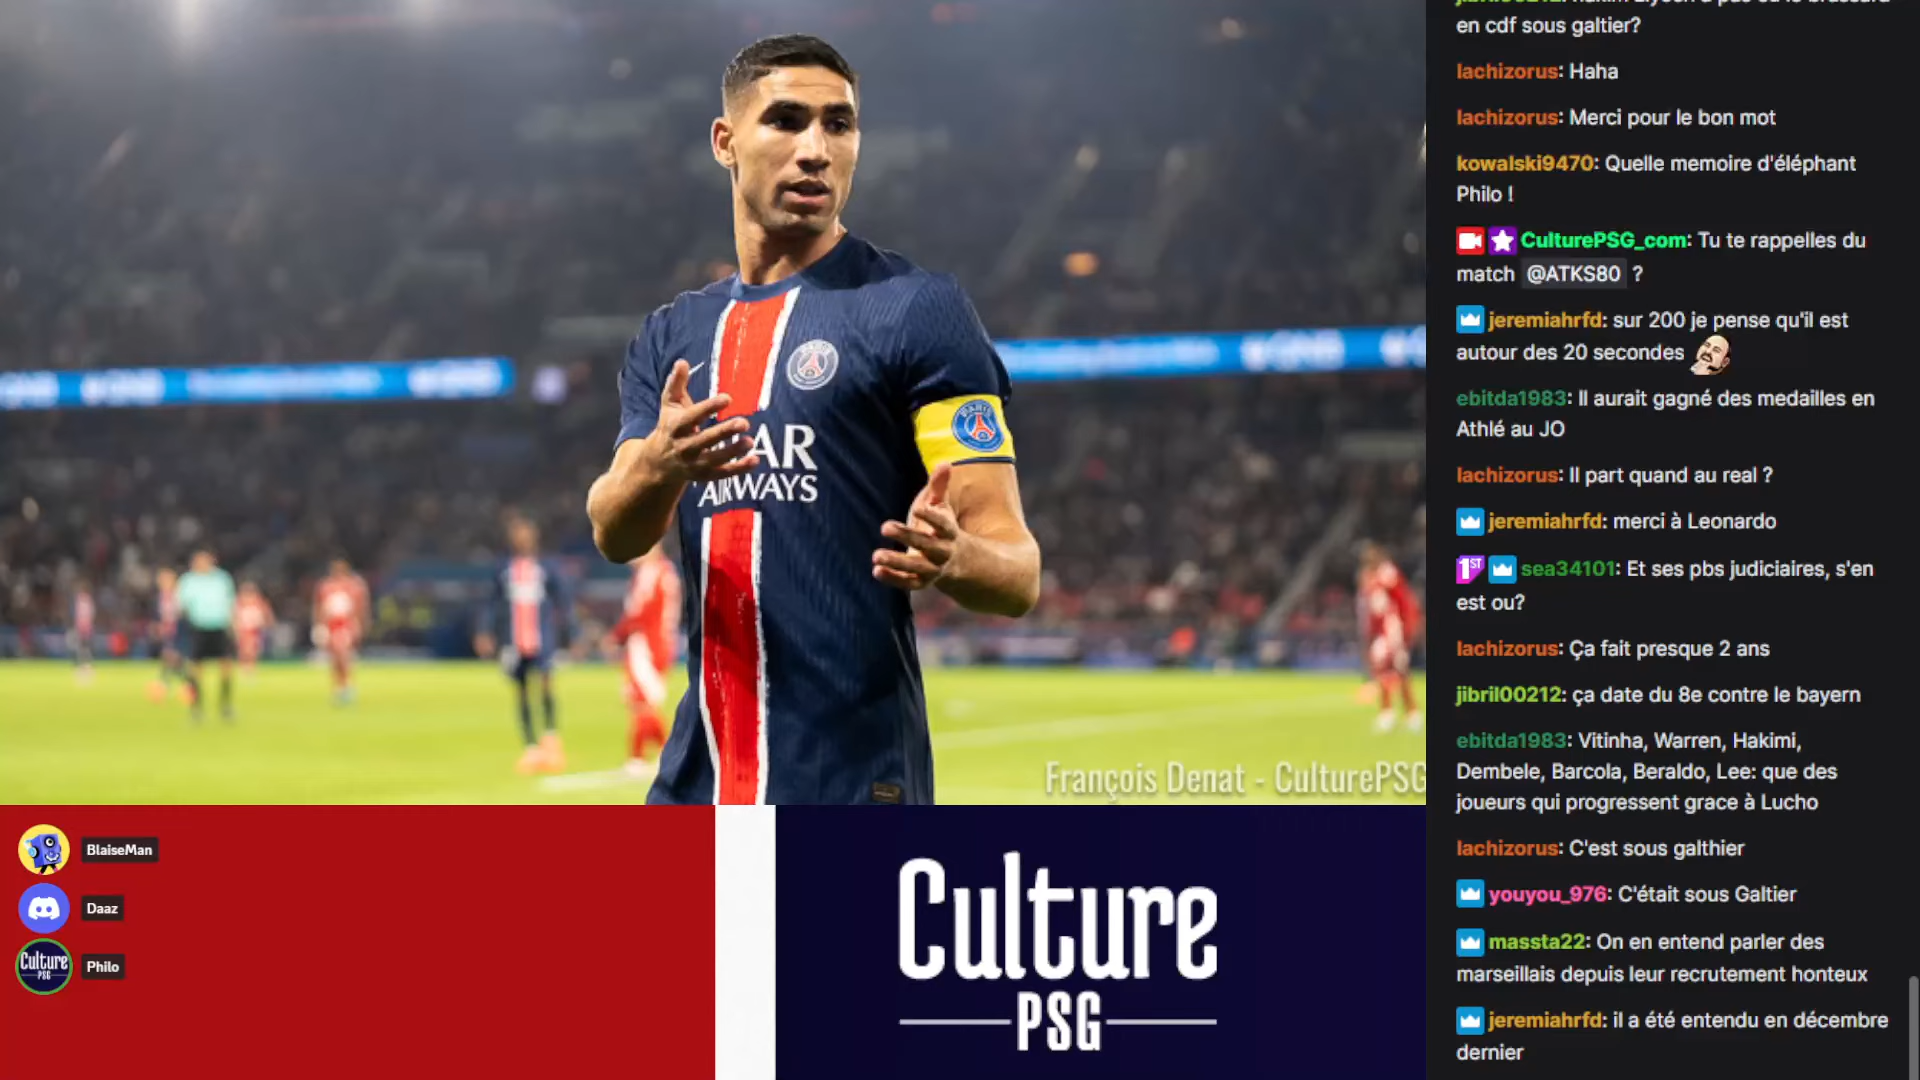 PARIS
PARIS
AR
AIRWAYS
François Denat - CulturePSG
BlaiseMan
Daaz
Culture
PSG
Philo
Culture
PSG
en cdf sous galtier?
lachizorus: Haha
lachizorus: Merci pour le bon mot
kowalski9470: Quelle memoire d'éléphant
Philo !
CulturePSG_com: Tu te rappelles du
match @ATKS80 ?
jeremiahrfd: sur 200 je pense qu'il est
autour des 20 secondes
ebitda1983: Il aurait gagné des medailles en
Athlé au JO
lachizorus: Il part quand au real ?
jeremiahrfd: merci à Leonardo
1ST sea34101: Et ses pbs judiciaires, s'en
est ou?
lachizorus: Ça fait presque 2 ans
jibril00212: ça date du 8e contre le bayern
ebitda1983: Vitinha, Warren, Hakimi,
Dembele, Barcola, Beraldo, Lee: que des
joueurs qui progressent grace à Lucho
lachizorus: C'est sous galthier
youyou_976: C'était sous Galtier
massta22: On en entend parler des
marseillais depuis leur recrutement honteux
jeremiahrfd: il a été entendu en décembre
dernier